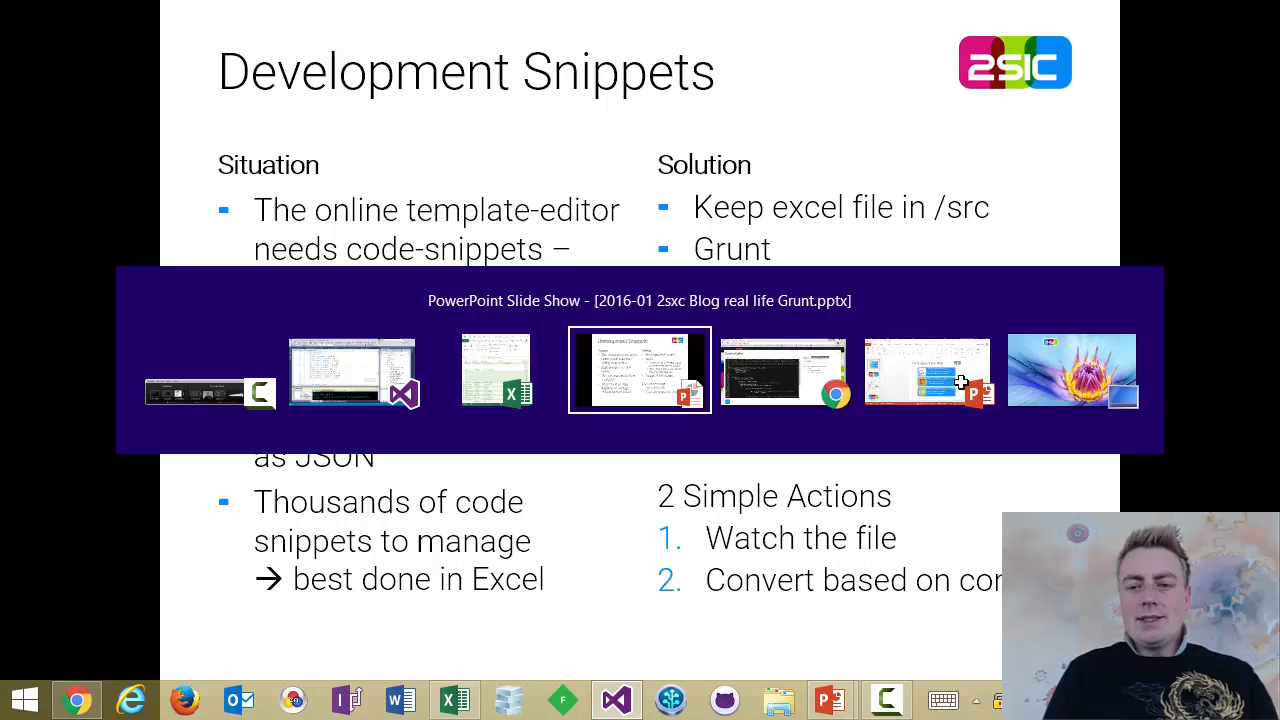 Development Snippets
2SIC
Situation
The online template-editor
needs code-snippets –
Solution
Keep excel file in /src
Grunt
PowerPoint Slide Show - [2016-01 2sxc Blog real life Grunt.pptx]
as JSON
Thousands of code
snippets to manage
→ best done in Excel
2 Simple Actions
1. Watch the file
2. Convert based on con